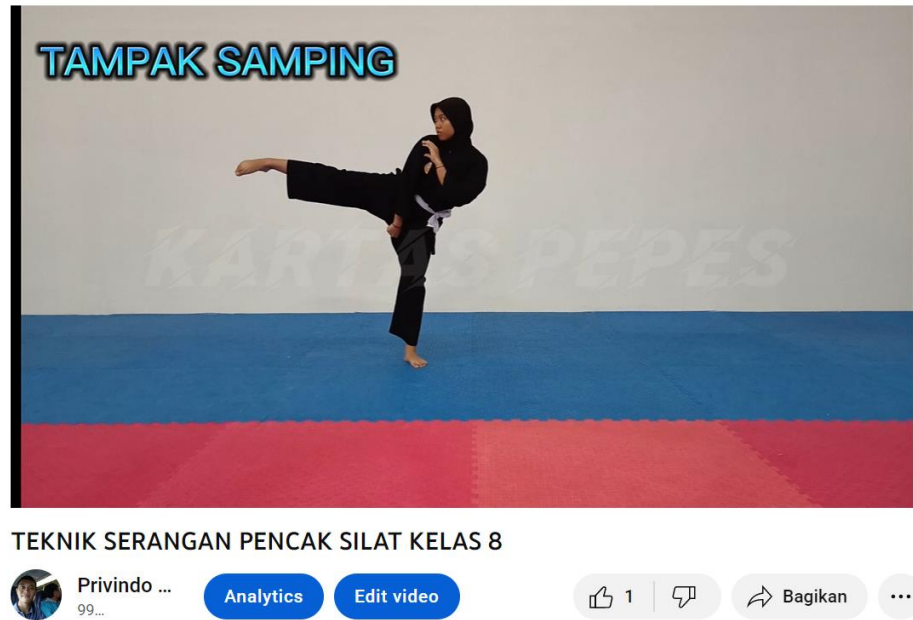 TAMPAK SAMPING
KARTAS PEPES
TEKNIK SERANGAN PENCAK SILAT KELAS 8
Privindo ...
99...
Analytics
Edit video
1
Bagikan